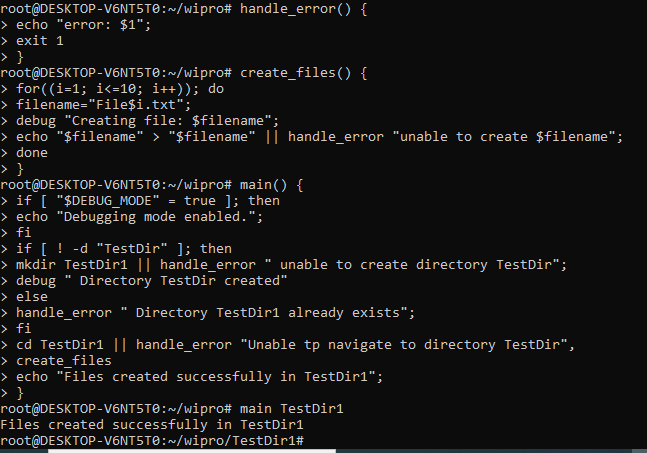 root@DESKTOP-V6NT5T0:~/wipro# handle_error() {
> echo "error: $1";
> exit 1
> }
root@DESKTOP-V6NT5T0:~/wipro# create_files() {
> for((i=1; i<=10; i++)); do
> filename="File$i.txt";
> debug "Creating file: $filename";
> echo "$filename" > "$filename" || handle_error "unable to create $filename";
> done
> }
root@DESKTOP-V6NT5T0:~/wipro# main() {
> if [ "$DEBUG_MODE" = true ]; then
> echo "Debugging mode enabled.";
> fi
> if [ ! -d "TestDir" ]; then
> mkdir TestDir1 || handle_error " unable to create directory TestDir";
> debug " Directory TestDir created"
> else
> handle_error " Directory TestDir1 already exists";
> fi
> cd TestDir1 || handle_error "Unable tp navigate to directory TestDir",
> create_files
> echo "Files created successfully in TestDir1";
> }
root@DESKTOP-V6NT5T0:~/wipro# main TestDir1
Files created successfully in TestDir1
root@DESKTOP-V6NT5T0:~/wipro/TestDir1#